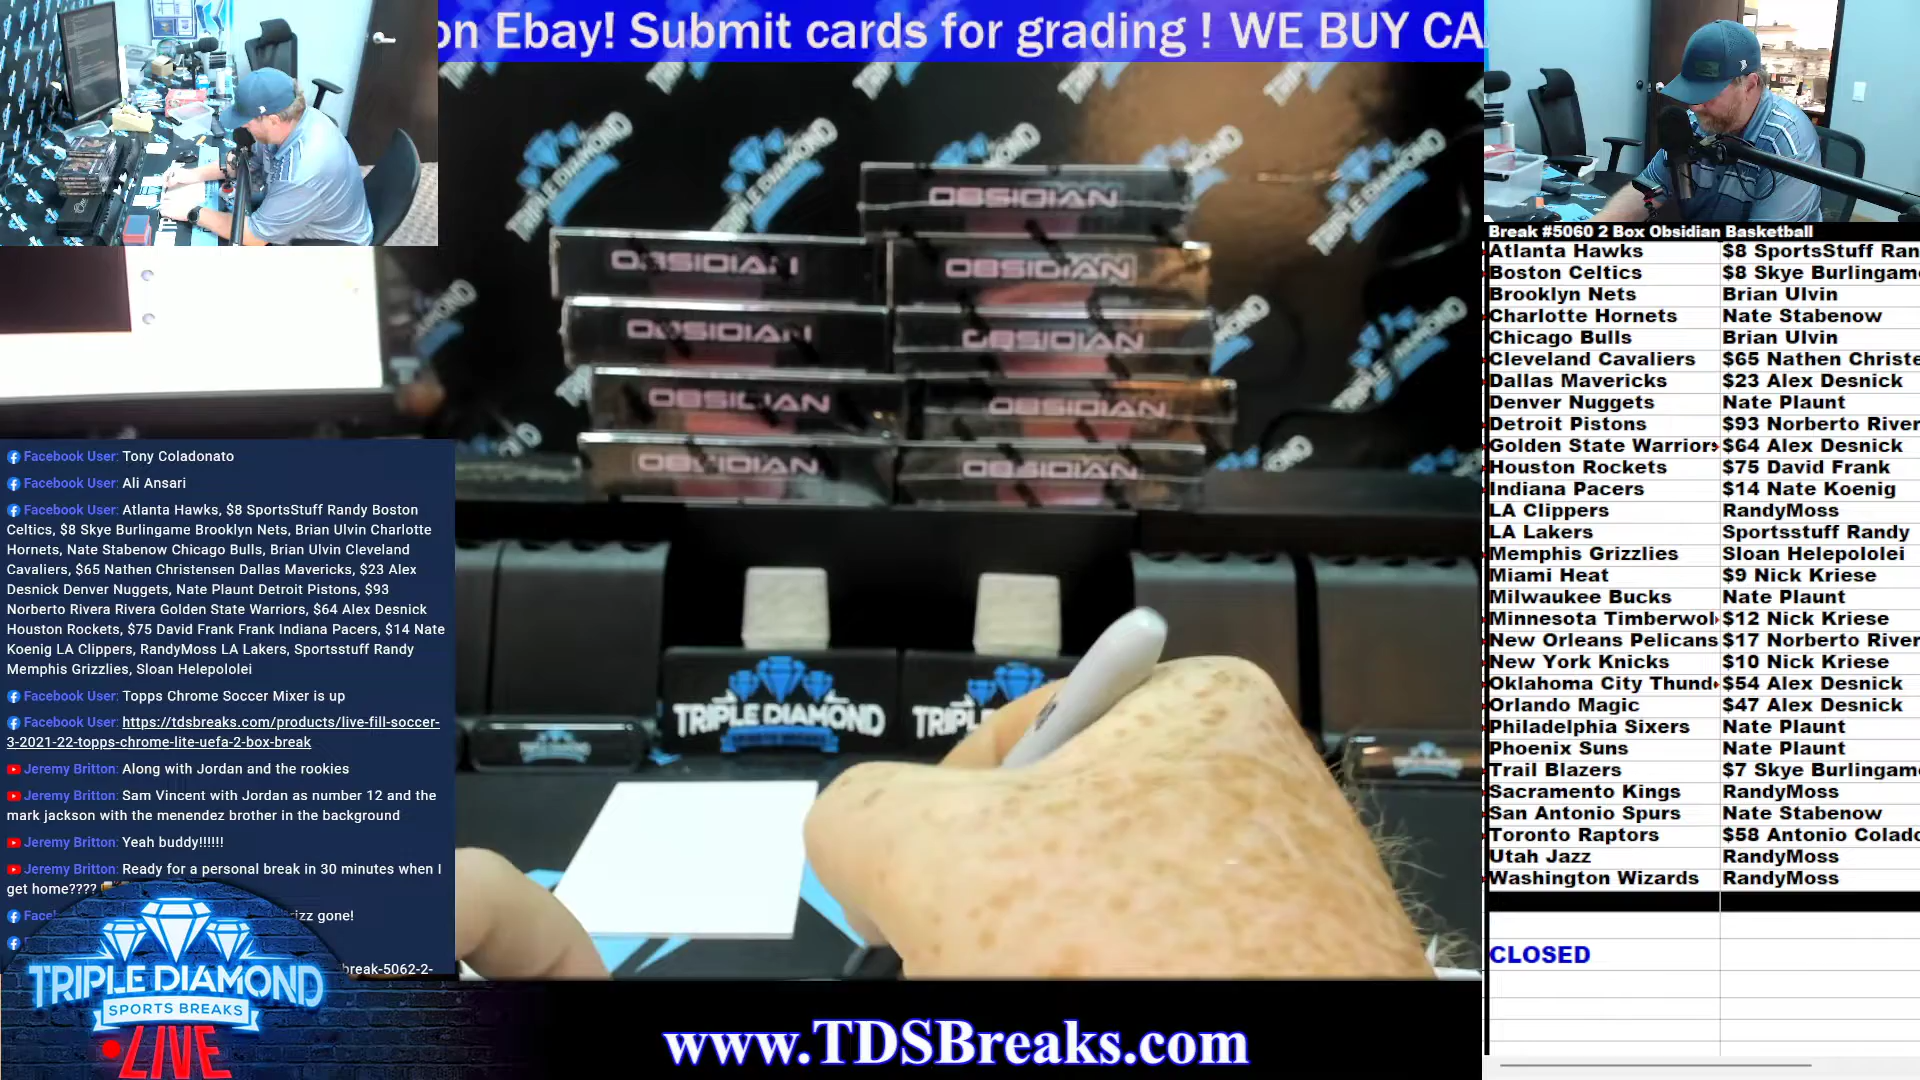 on Ebay! Submit cards for grading ! WE BUY CA
TRIPLE DIAMOND
TRIPLE DIAMOND
TRIPLE DIAMOND
OBSIDIAN
OBSIDIAN
OBSIDIAN
OBSIDIAN
OBSIDIAN
OBSIDIAN
OBSIDIAN
OBSIDIAN
OBSIDIAN
TRIPLE DIAMOND
Facebook User: Tony Coladonato
Facebook User: Ali Ansari
Facebook User: Atlanta Hawks, $8 SportsStuff Randy Boston
Celtics, $8 Skye Burlingame Brooklyn Nets, Brian Ulvin Charlotte
Hornets, Nate Stabenow Chicago Bulls, Brian Ulvin Cleveland
Cavaliers, $65 Nathen Christensen Dallas Mavericks, $23 Alex
Desnick Denver Nuggets, Nate Plaunt Detroit Pistons, $93
Norberto Rivera Rivera Golden State Warriors, $64 Alex Desnick
Houston Rockets, $75 David Frank Frank Indiana Pacers, $14 Nate
Koenig LA Clippers, RandyMoss LA Lakers, Sportsstuff Randy
Memphis Grizzlies, Sloan Helepololei
Facebook User: Topps Chrome Soccer Mixer is up
Facebook User: https://tdsbreaks.com/products/live-fill-soccer-
3-2021-22-topps-chrome-lite-uefa-2-box-break
Jeremy Britton: Along with Jordan and the rookies
Jeremy Britton: Sam Vincent with Jordan as number 12 and the
mark jackson with the menendez brother in the background
Jeremy Britton: Yeah buddy!!!!!!
Jeremy Britton: Ready for a personal break in 30 minutes when I
get home????
izz gone!
break-5062-2-
TRIPLE DIAMOND
SPORTS BREAKS
LIVE
www.TDSBreaks.com
Break #5060 2 Box Obsidian Basketball
Atlanta Hawks $8 SportsStuff Ran
Boston Celtics $8 Skye Burlingam
Brooklyn Nets Brian Ulvin
Charlotte Hornets Nate Stabenow
Chicago Bulls Brian Ulvin
Cleveland Cavaliers $65 Nathen Christe
Dallas Mavericks $23 Alex Desnick
Denver Nuggets Nate Plaunt
Detroit Pistons $93 Norberto River
Golden State Warriors $64 Alex Desnick
Houston Rockets $75 David Frank
Indiana Pacers $14 Nate Koenig
LA Clippers RandyMoss
LA Lakers Sportsstuff Randy
Memphis Grizzlies Sloan Helepololei
Miami Heat $9 Nick Kriese
Milwaukee Bucks Nate Plaunt
Minnesota Timberwol $12 Nick Kriese
New Orleans Pelicans $17 Norberto River
New York Knicks $10 Nick Kriese
Oklahoma City Thund $54 Alex Desnick
Orlando Magic $47 Alex Desnick
Philadelphia Sixers Nate Plaunt
Phoenix Suns Nate Plaunt
Trail Blazers $7 Skye Burlingam
Sacramento Kings RandyMoss
San Antonio Spurs Nate Stabenow
Toronto Raptors $58 Antonio Colado
Utah Jazz RandyMoss
Washington Wizards RandyMoss
CLOSED